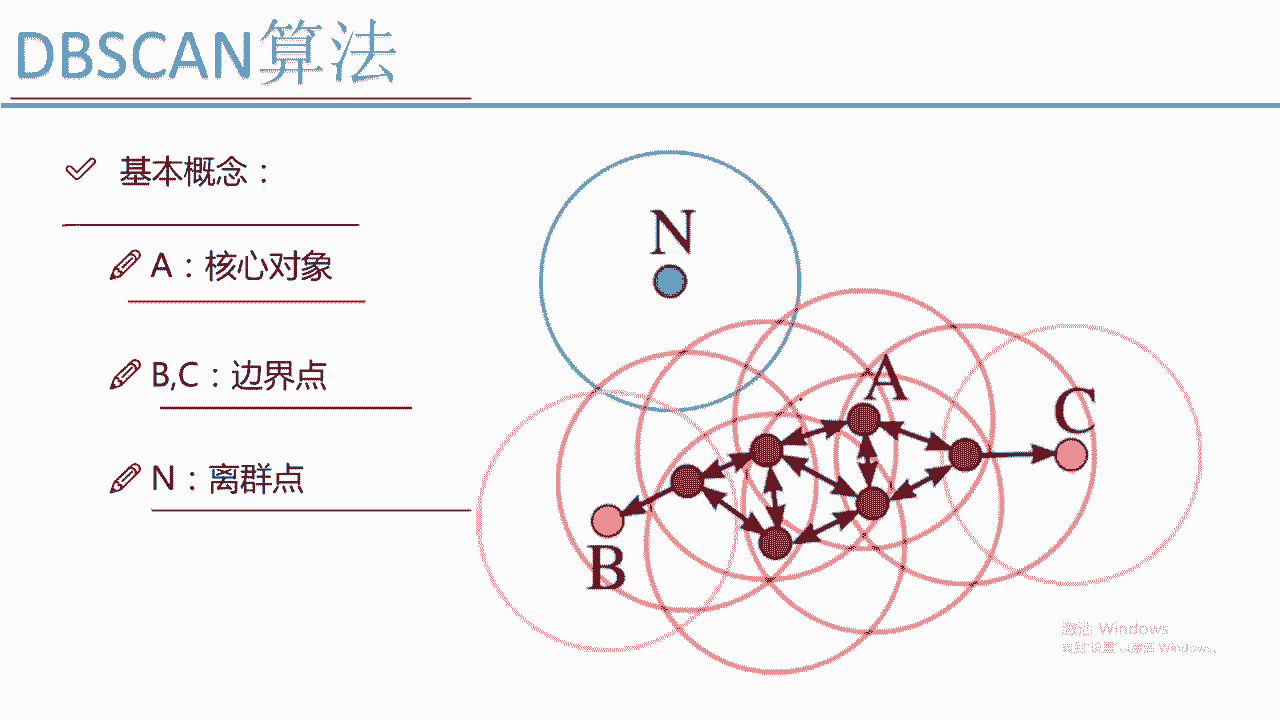 DBSCAN算法
基本概念：
A：核心对象
B,C：边界点
N：离群点
N
A
C
B
激活 Windows
转到"设置"以激活 Windows。